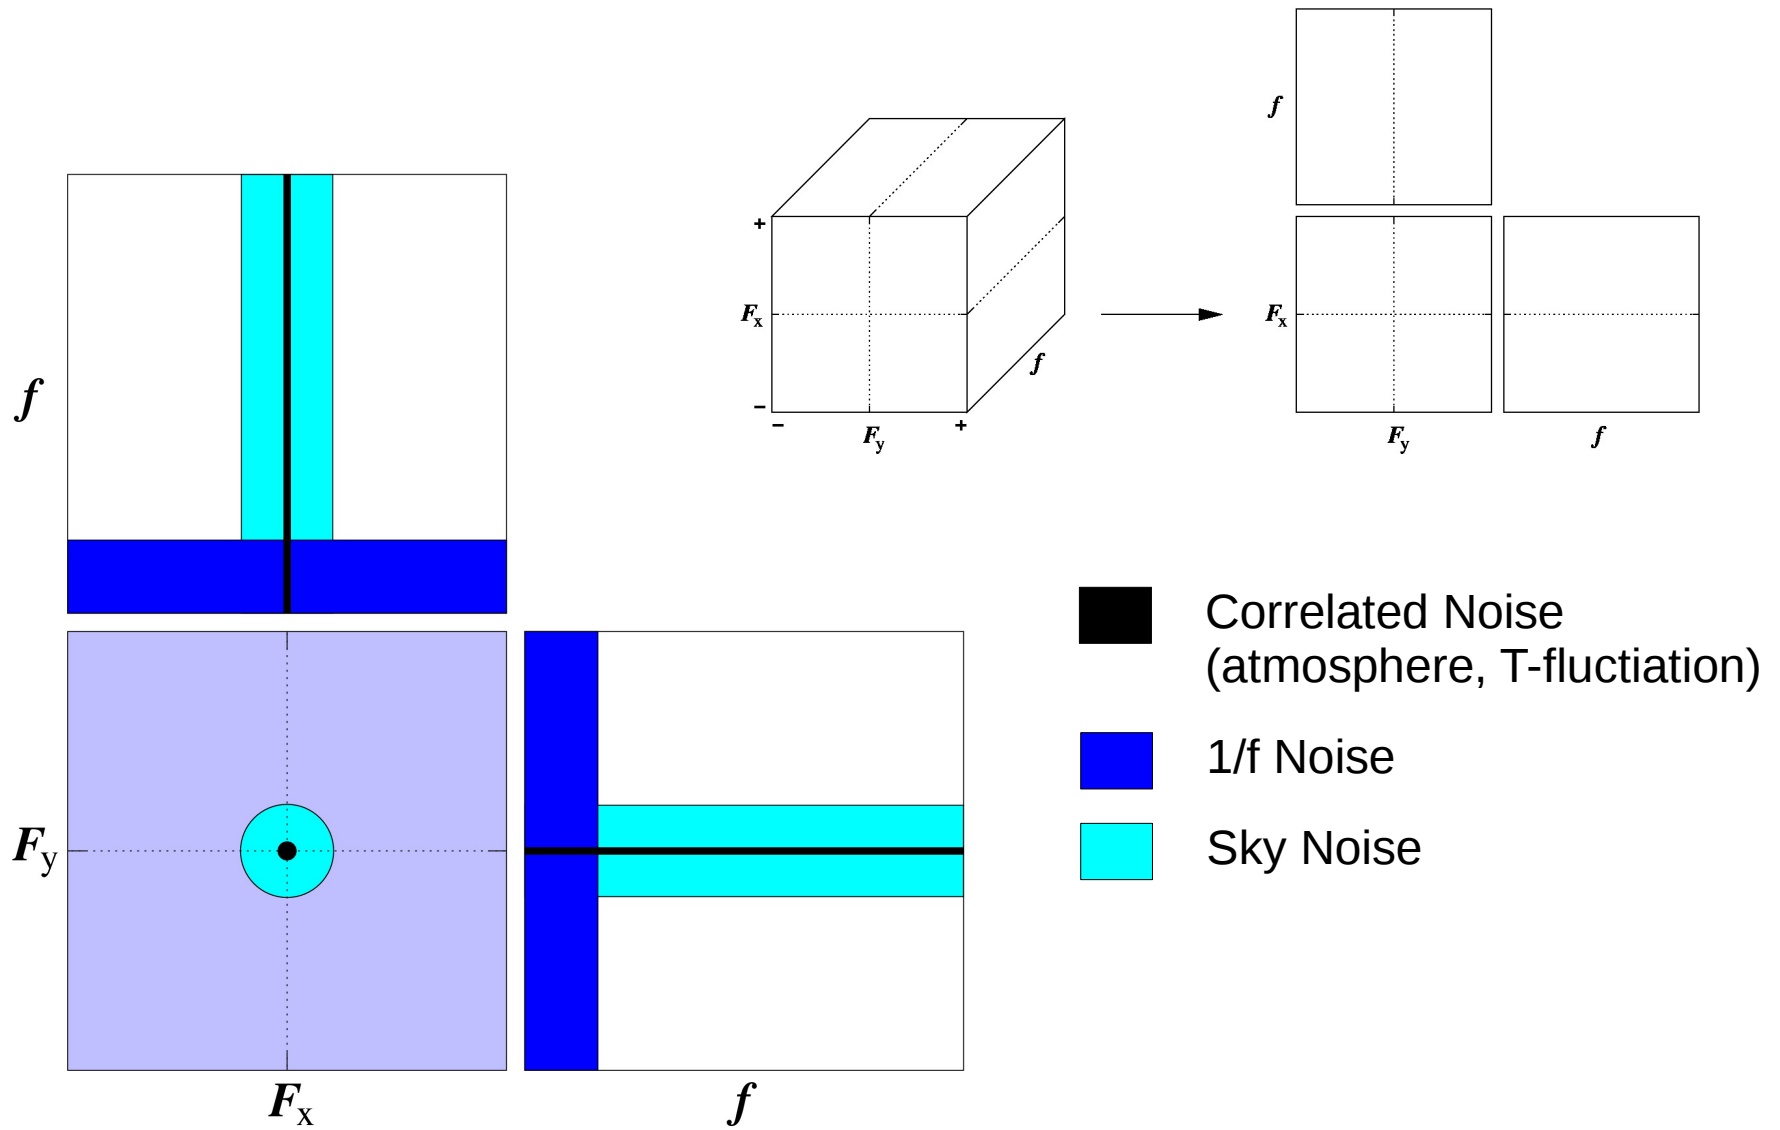 f
+
Fx
f
−
−
Fy
+
f
Fx
Fy
f
f
Fy
Fx
f
Correlated Noise
(atmosphere, T-fluctiation)
1/f Noise
Sky Noise